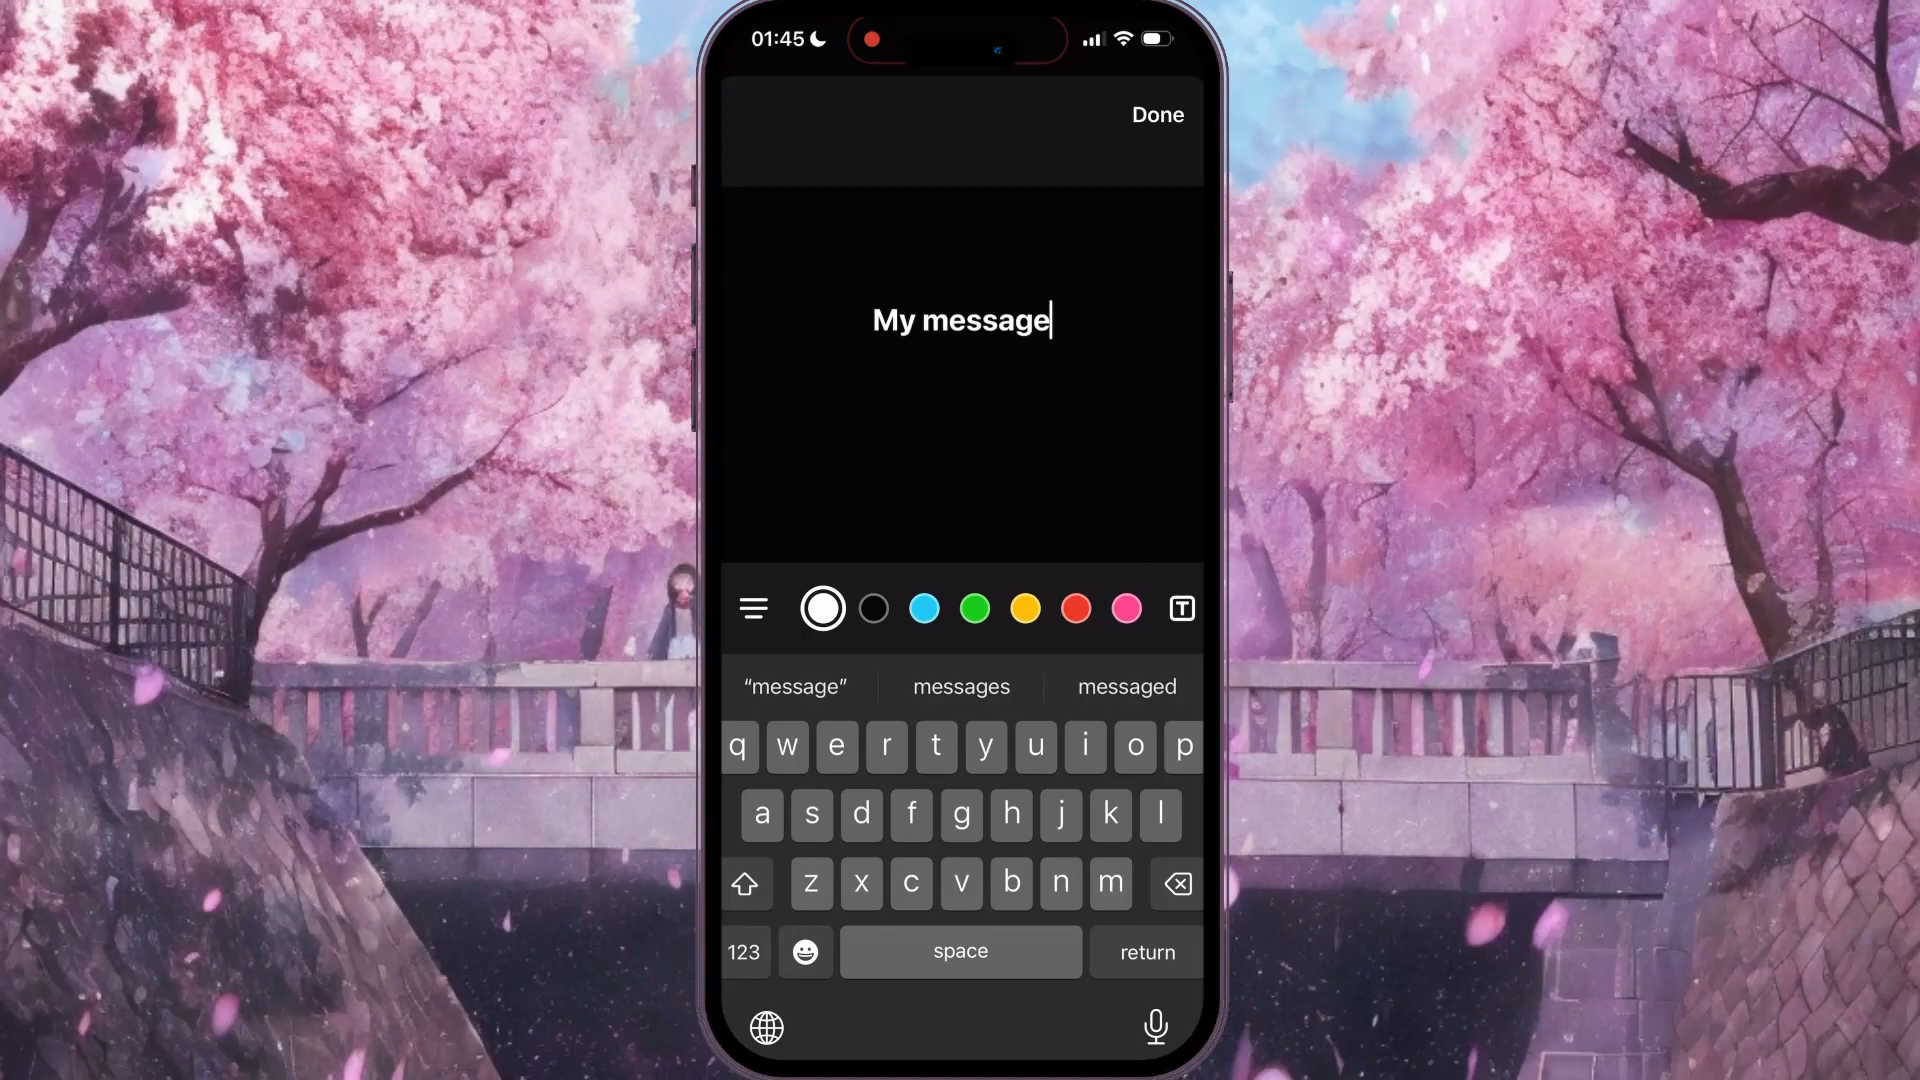 01:45
Done
My message
T
“message” messages messaged
q w e r t y u i o p
a s d f g h j k l
z x c v b n m
123 space return